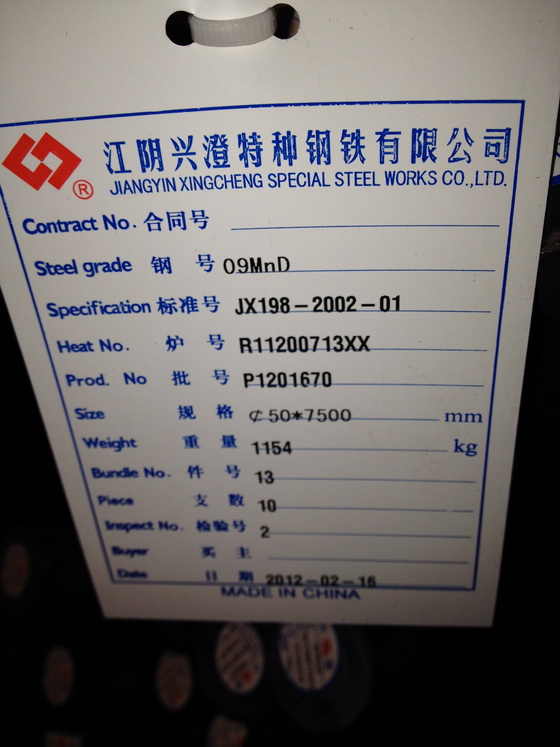 江阴兴澄特种钢铁有限公司
®
JIANGYIN XINGCHENG SPECIAL STEEL WORKS CO.,LTD.
Contract No. 合同号
Steel grade 钢 号 09MnD
Specification 标准号 JX198-2002-01
Heat No. 炉 号 R11200713XX
Prod. No 批 号 P1201670
Size 规 格 ₵50*7500 mm
Weight 重 量 1154 kg
Bundle No. 件 号 13
Piece 支 数 10
Inspect No. 检验号 2
Buyer 买 主
Date 日 期 2012-02-16
MADE IN CHINA